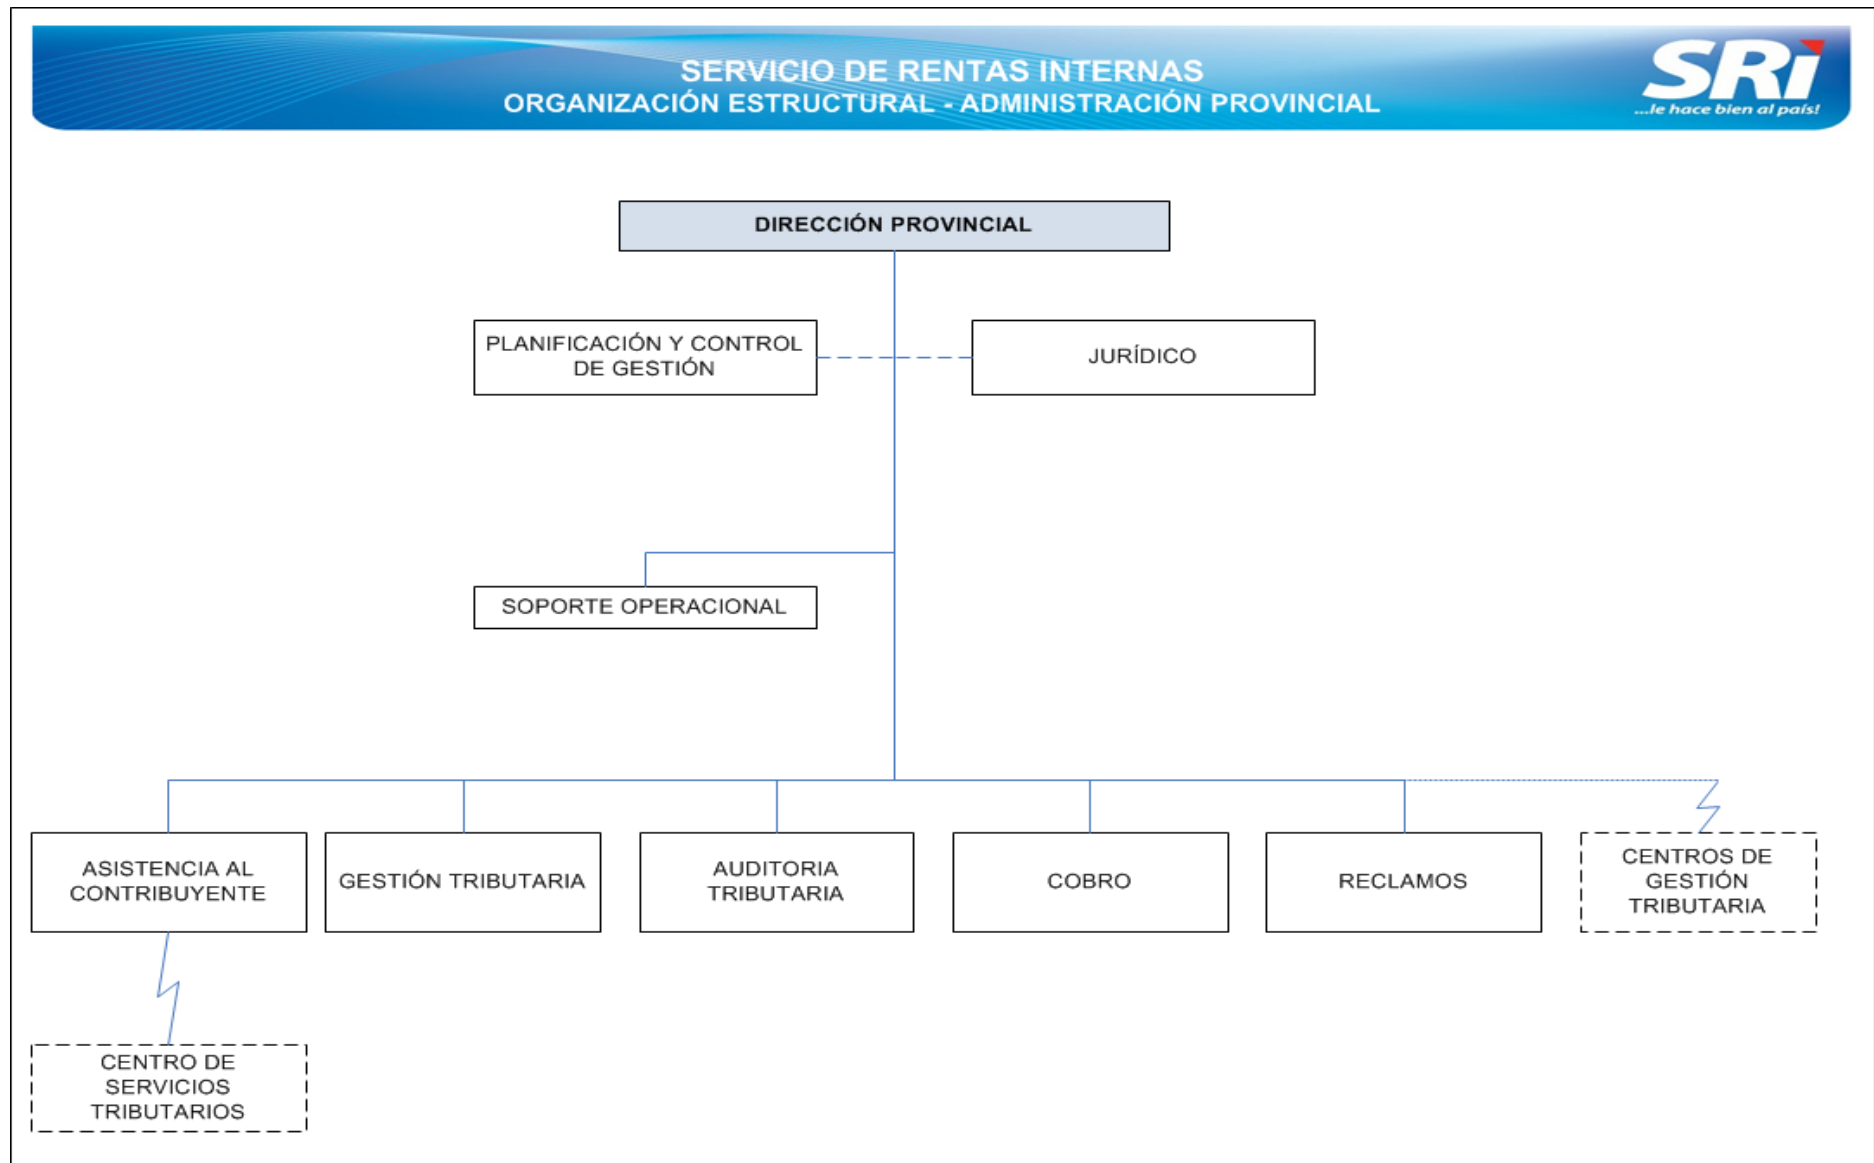 SERVICIO DE RENTAS INTERNAS
ORGANIZACIÓN ESTRUCTURAL - ADMINISTRACIÓN PROVINCIAL
SRi
...le hace bien al país!
DIRECCIÓN PROVINCIAL
PLANIFICACIÓN Y CONTROL
DE GESTIÓN
JURÍDICO
SOPORTE OPERACIONAL
ASISTENCIA AL
CONTRIBUYENTE
GESTIÓN TRIBUTARIA
AUDITORIA
TRIBUTARIA
COBRO
RECLAMOS
CENTROS DE
GESTIÓN
TRIBUTARIA
CENTRO DE
SERVICIOS
TRIBUTARIOS